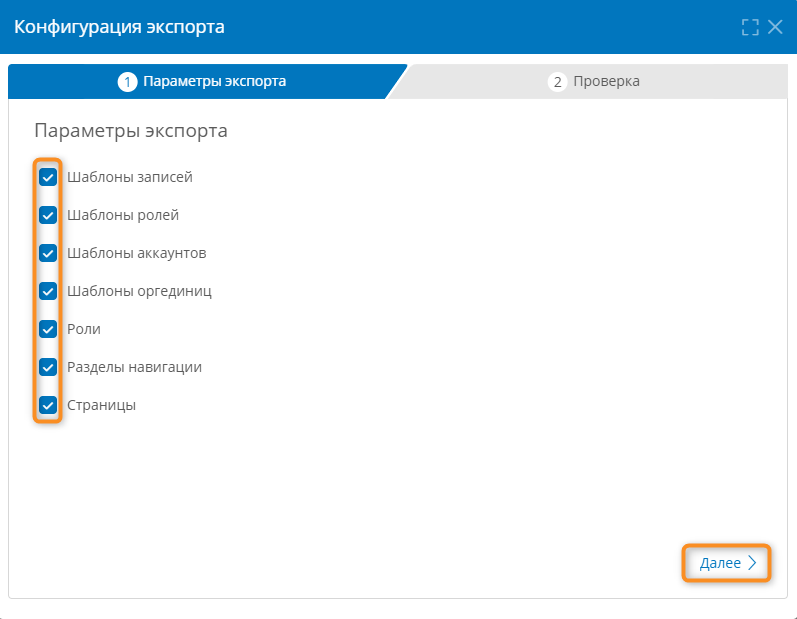 Конфигурация экспорта
1 Параметры экспорта
2 Проверка
Параметры экспорта
Шаблоны записей
Шаблоны ролей
Шаблоны аккаунтов
Шаблоны оргединиц
Роли
Разделы навигации
Страницы
Далее